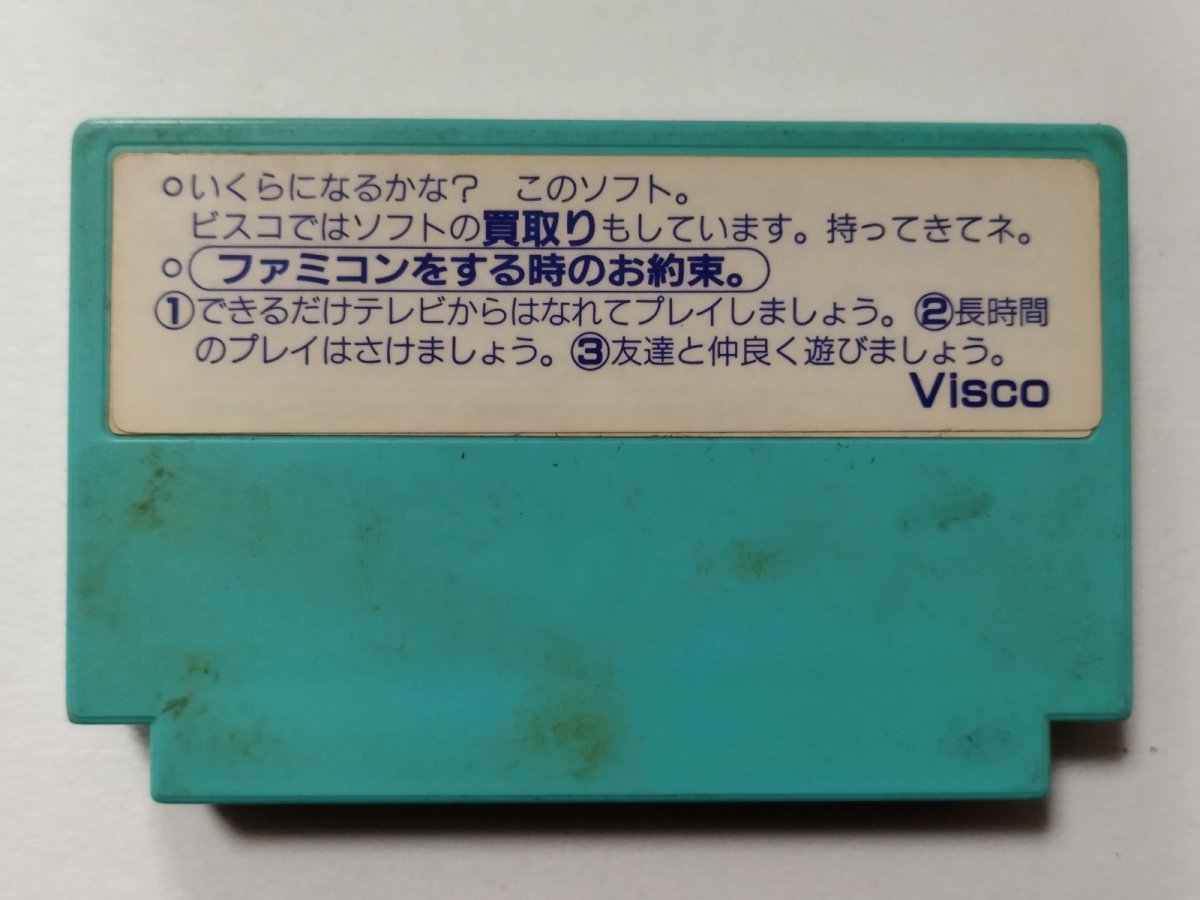 ○いくらになるかな？　このソフト。
ビスコではソフトの買取りもしています。持ってきてネ。
○ファミコンをする時のお約束。
①できるだけテレビからはなれてプレイしましょう。②長時間
のプレイはさけましょう。③友達と仲良く遊びましょう。
Visco